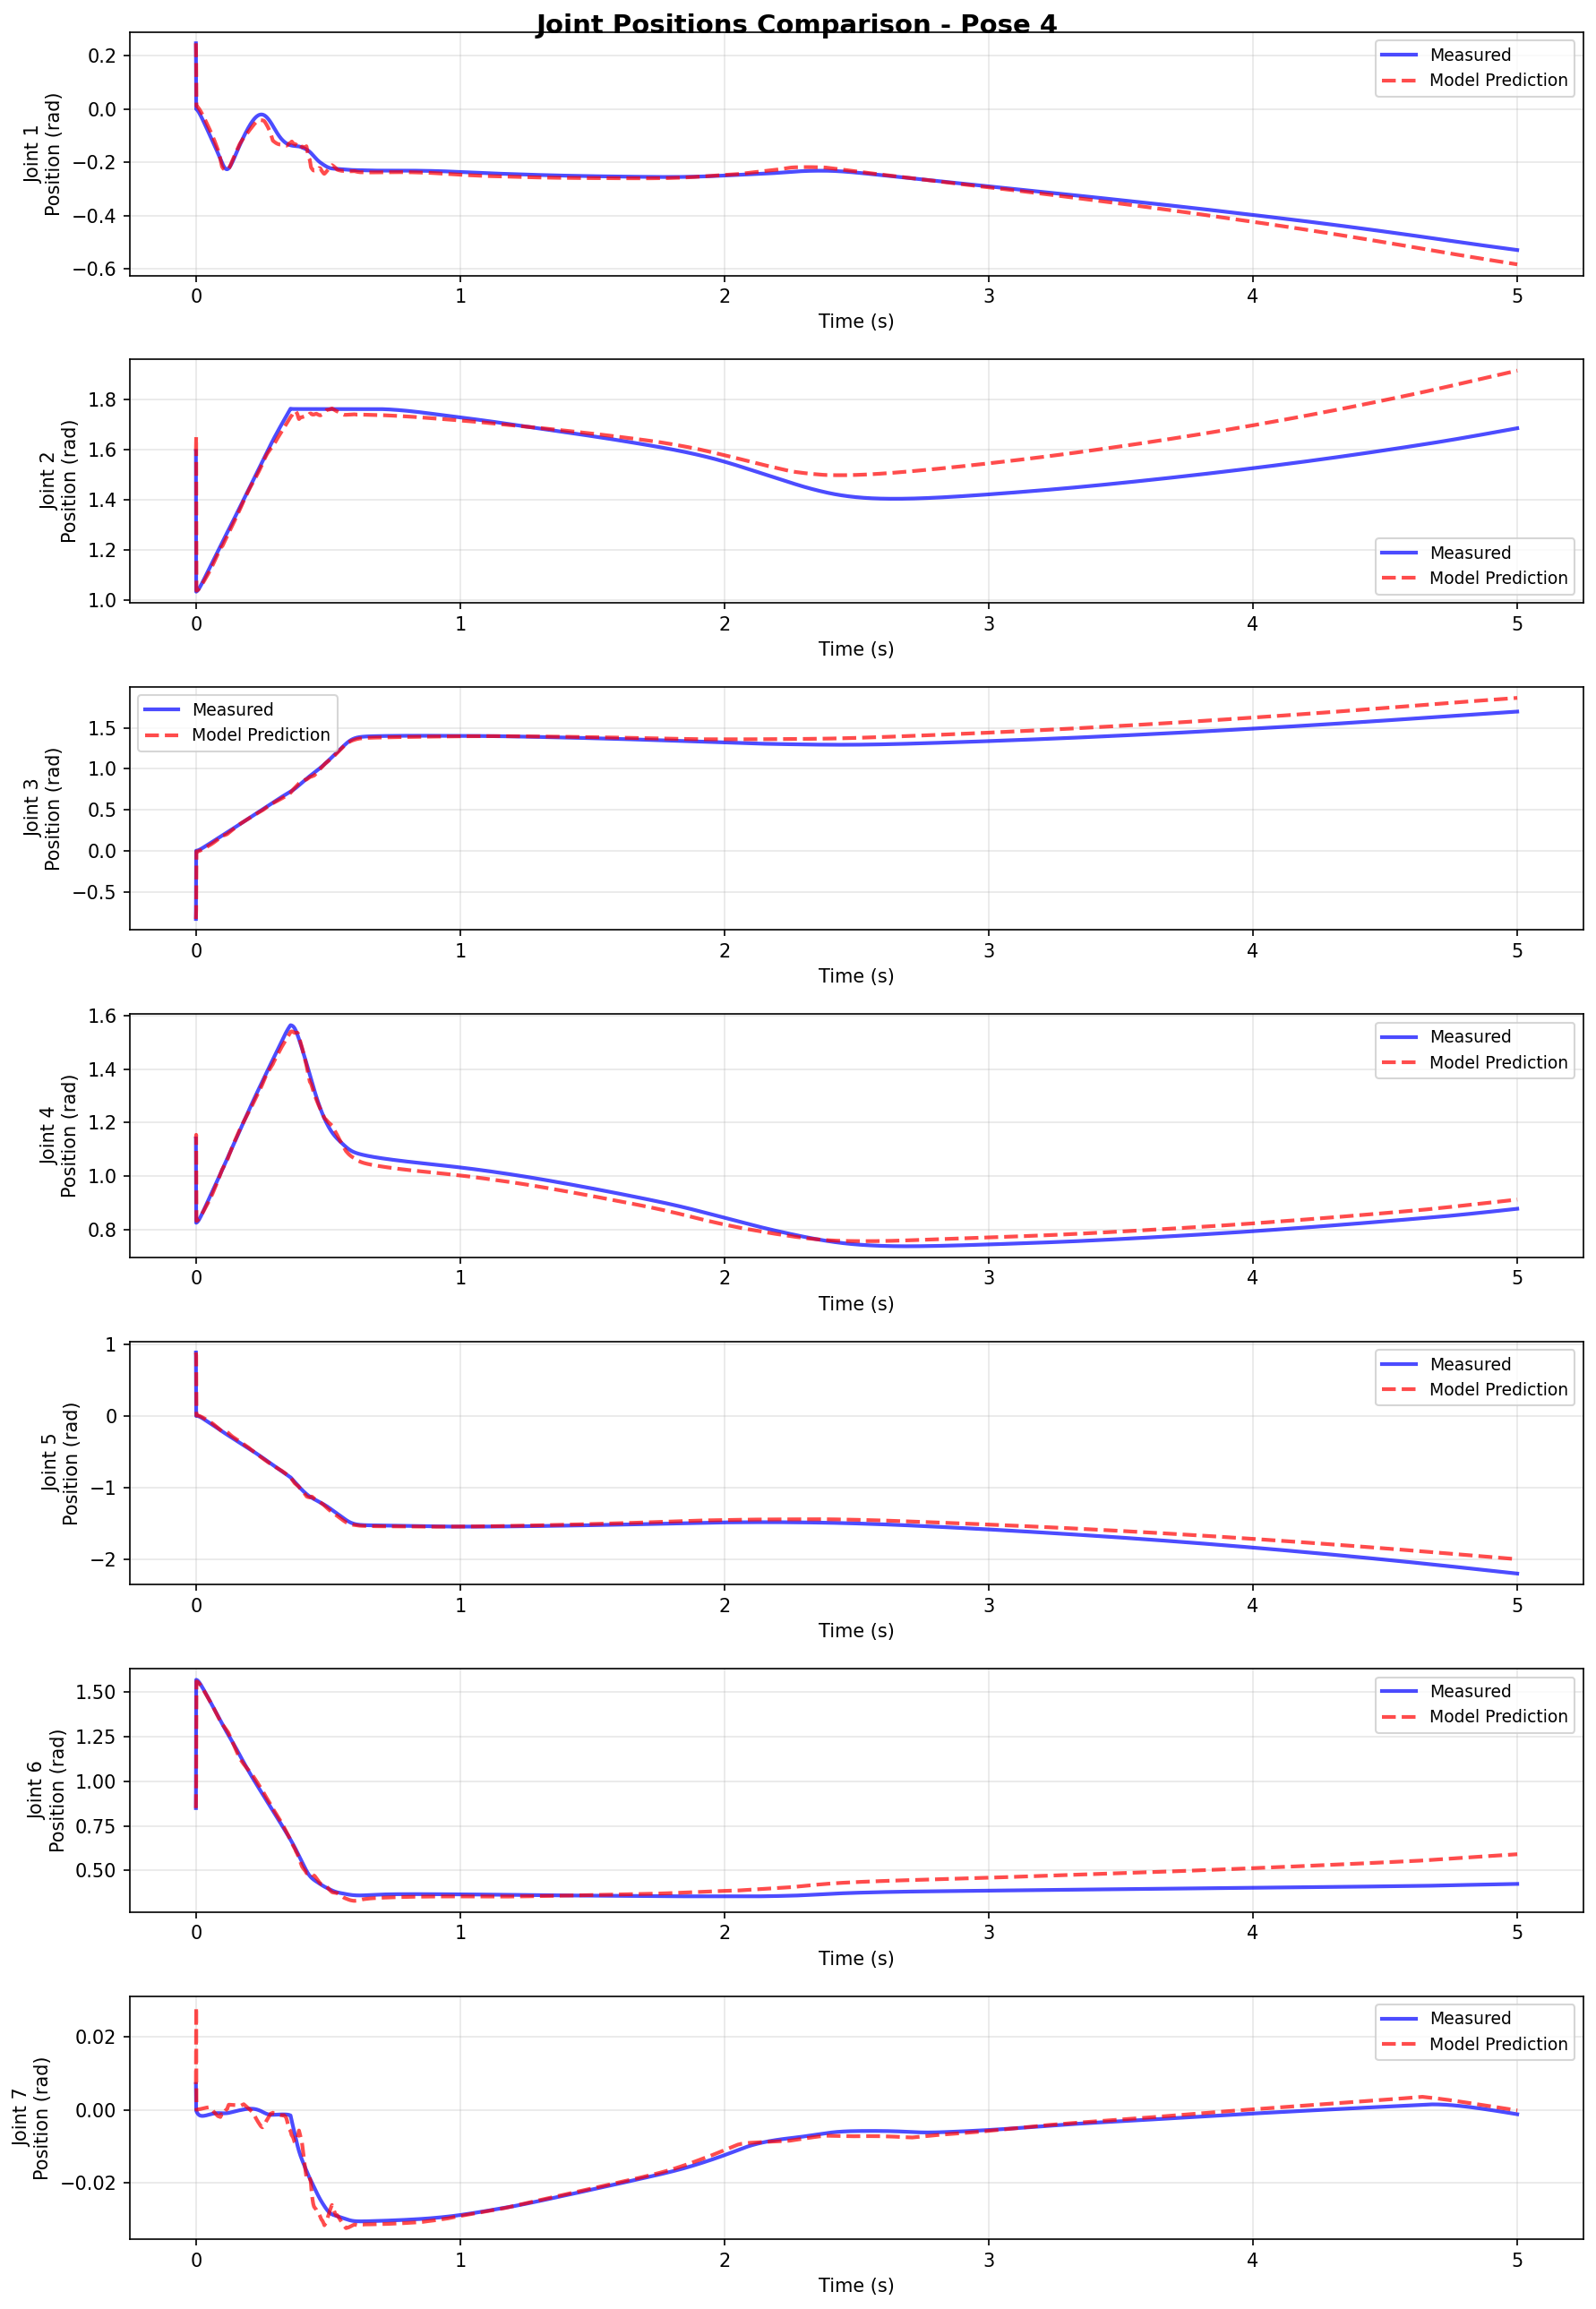 Joint Positions Comparison - Pose 4
Joint 1
Position (rad)
0.2
0.0
−0.2
−0.4
−0.6
Measured
Model Prediction
0 1 2 3 4 5
Time (s)
Joint 2
Position (rad)
1.8
1.6
1.4
1.2
1.0
Measured
Model Prediction
0 1 2 3 4 5
Time (s)
Joint 3
Position (rad)
1.5
1.0
0.5
0.0
−0.5
Measured
Model Prediction
0 1 2 3 4 5
Time (s)
Joint 4
Position (rad)
1.6
1.4
1.2
1.0
0.8
Measured
Model Prediction
0 1 2 3 4 5
Time (s)
Joint 5
Position (rad)
1
0
−1
−2
Measured
Model Prediction
0 1 2 3 4 5
Time (s)
Joint 6
Position (rad)
1.50
1.25
1.00
0.75
0.50
Measured
Model Prediction
0 1 2 3 4 5
Time (s)
Joint 7
Position (rad)
0.02
0.00
−0.02
Measured
Model Prediction
0 1 2 3 4 5
Time (s)